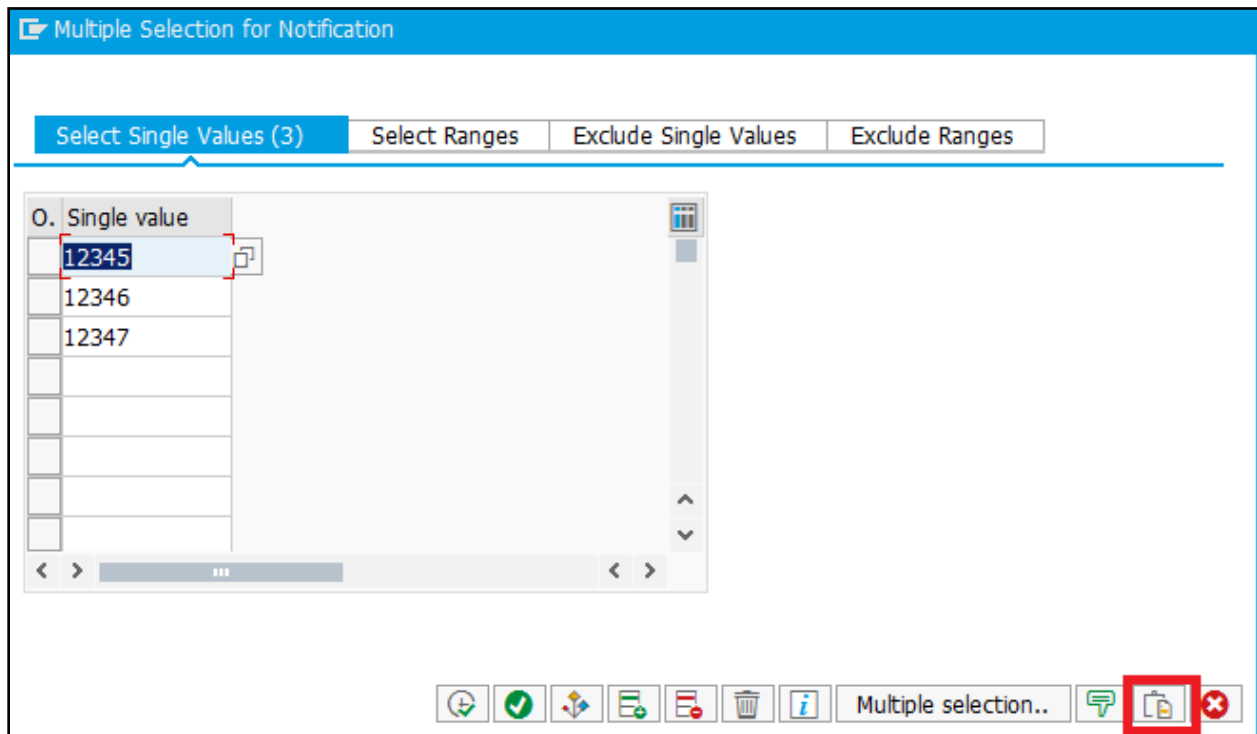 Multiple Selection for Notification
Select Single Values (3) Select Ranges Exclude Single Values Exclude Ranges
O. Single value
12345
12346
12347
i Multiple selection..